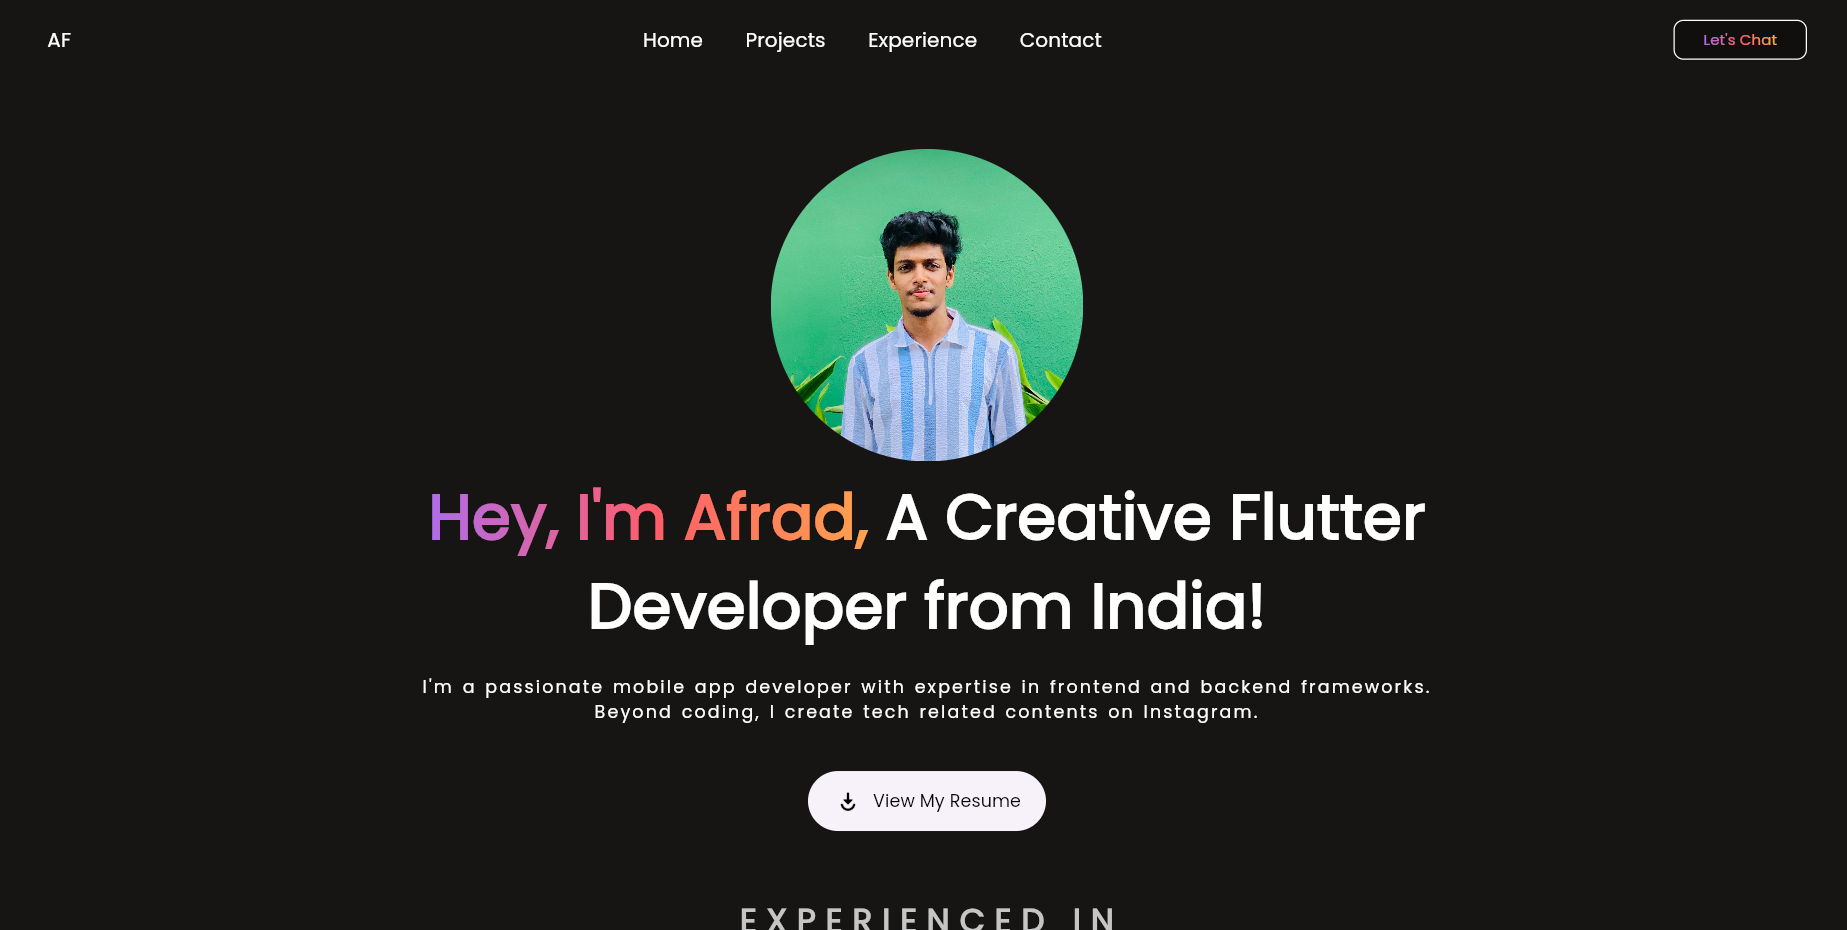 AF
Home Projects Experience Contact
Let's Chat
Hey, I'm Afrad, A Creative Flutter
Developer from India!
I'm a passionate mobile app developer with expertise in frontend and backend frameworks.
Beyond coding, I create tech related contents on Instagram.
View My Resume
EXPERIENCED IN